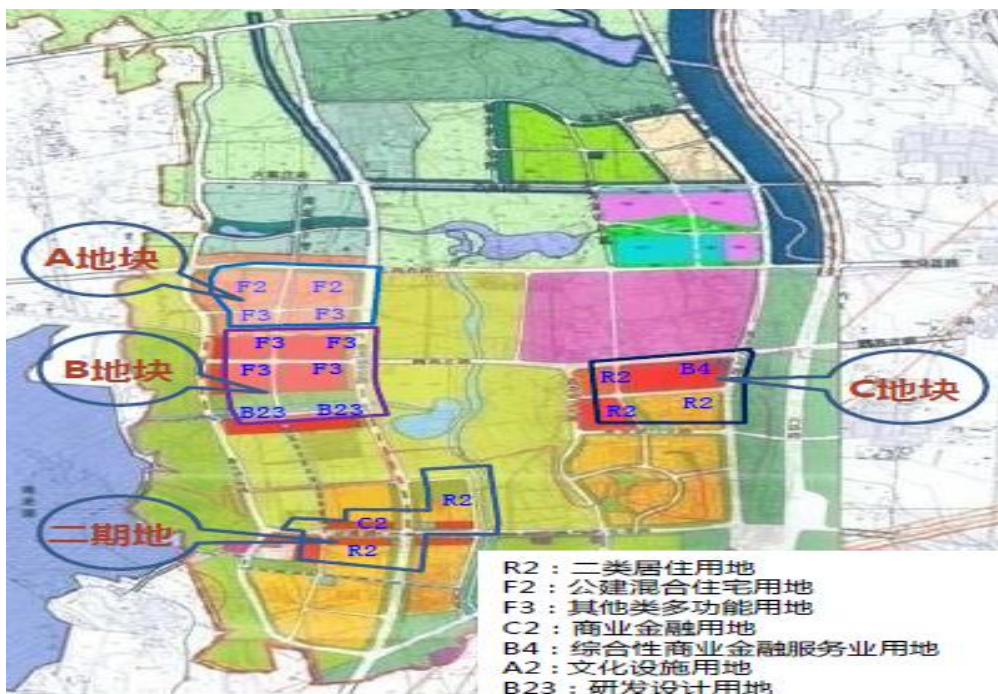 A地块
F2 F2
F3 F3
F3 F3
B地块
F3 F3
B23 B23
R2 B4
R2 R2
C地块
R2
C2
二期地
R2
R2：二类居住用地
F2：公建混合住宅用地
F3：其他类多功能用地
C2：商业金融用地
B4：综合性商业金融服务业用地
A2：文化设施用地
B23：研发设计用地